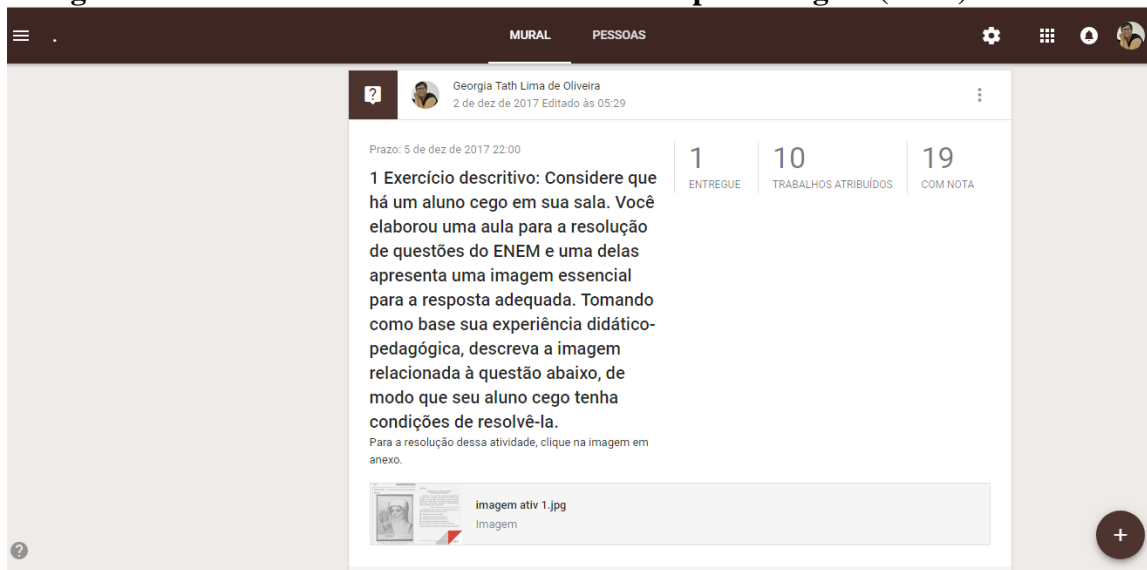 MURAL
PESSOAS
Georgia Tath Lima de Oliveira
2 de dez de 2017 Editado às 05:29
Prazo: 5 de dez de 2017 22:00
1 Exercício descritivo: Considere que
há um aluno cego em sua sala. Você
elaborou uma aula para a resolução
de questões do ENEM e uma delas
apresenta uma imagem essencial
para a resposta adequada. Tomando
como base sua experiência didático-
pedagógica, descreva a imagem
relacionada à questão abaixo, de
modo que seu aluno cego tenha
condições de resolvê-la.
Para a resolução dessa atividade, clique na imagem em
anexo.
1
ENTREGUE
10
TRABALHOS ATRIBUÍDOS
19
COM NOTA
imagem ativ 1.jpg
Imagem